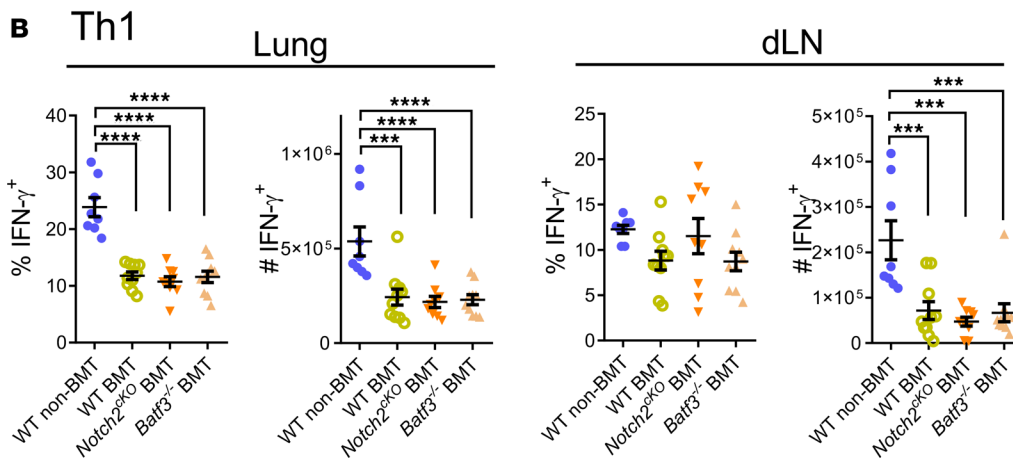 B Th1
Lung
dLN
% IFN-γ+
40
30
20
10
0
****
****
****
WT non-BMT
WT BMT
Notch2cKO BMT
Batf3-/- BMT
# IFN-γ+
1×10⁶
5×10⁵
0
****
****
***
WT non-BMT
WT BMT
Notch2cKO BMT
Batf3-/- BMT
% IFN-γ+
25
20
15
10
5
0
WT non-BMT
WT BMT
Notch2cKO BMT
Batf3-/- BMT
# IFN-γ+
5×10⁵
4×10⁵
3×10⁵
2×10⁵
1×10⁵
0
***
***
***
WT non-BMT
WT BMT
Notch2cKO BMT
Batf3-/- BMT